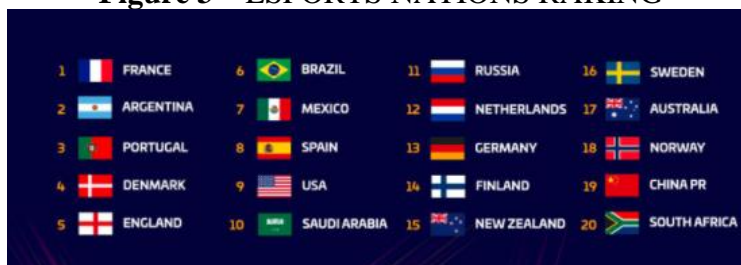 Figure 3 – ESPORTS NATIONS RAKING
1 FRANCE
2 ARGENTINA
3 PORTUGAL
4 DENMARK
5 ENGLAND
6 BRAZIL
7 MEXICO
8 SPAIN
9 USA
10 SAUDI ARABIA
11 RUSSIA
12 NETHERLANDS
13 GERMANY
14 FINLAND
15 NEW ZEALAND
16 SWEDEN
17 AUSTRALIA
18 NORWAY
19 CHINA PR
20 SOUTH AFRICA